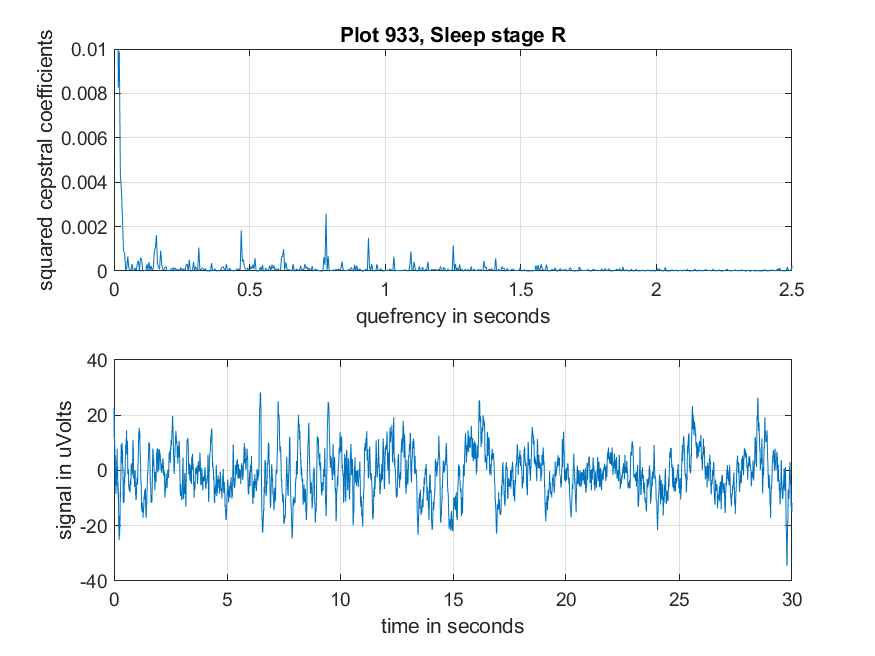 Plot 933, Sleep stage R
squared cepstral coefficients
0.01
0.008
0.006
0.004
0.002
0
0 0.5 1 1.5 2 2.5
quefrency in seconds
signal in uVolts
40
20
0
-20
-40
0 5 10 15 20 25 30
time in seconds